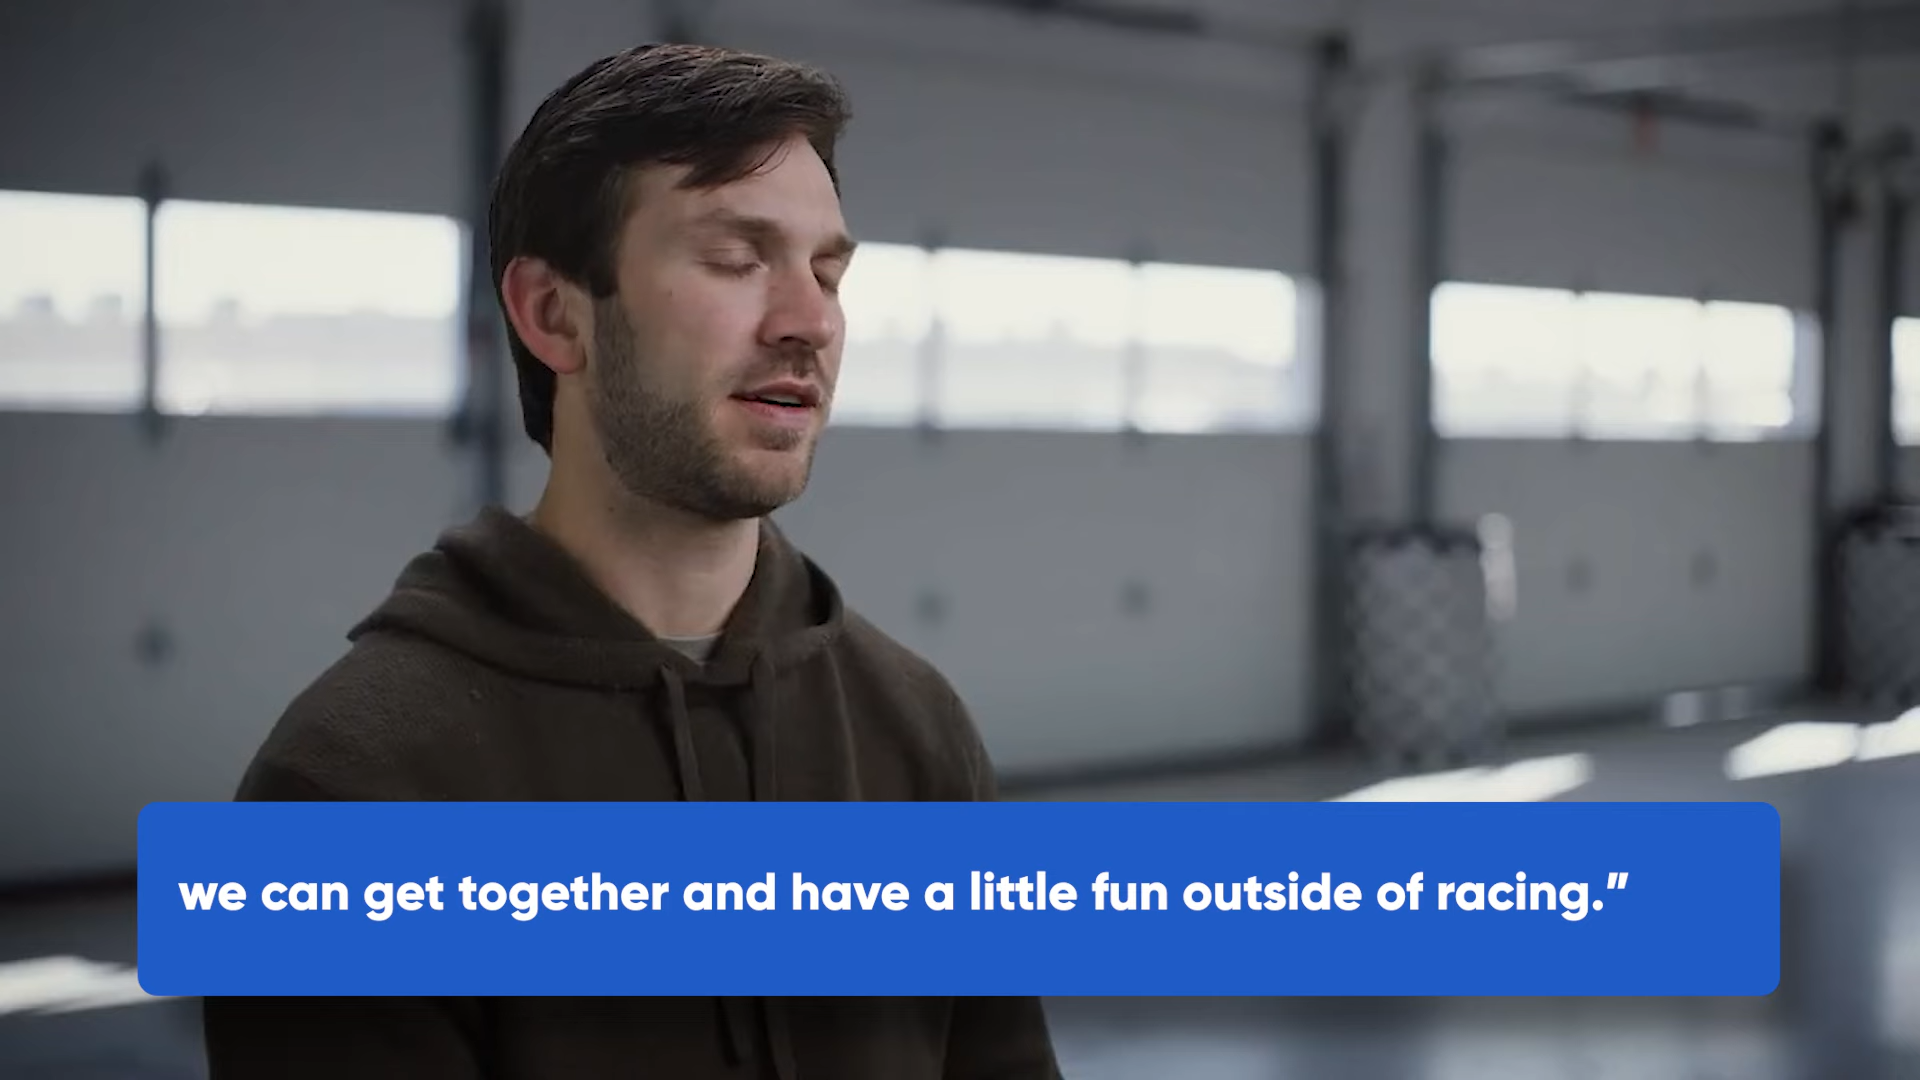 we can get together and have a little fun outside of racing.”